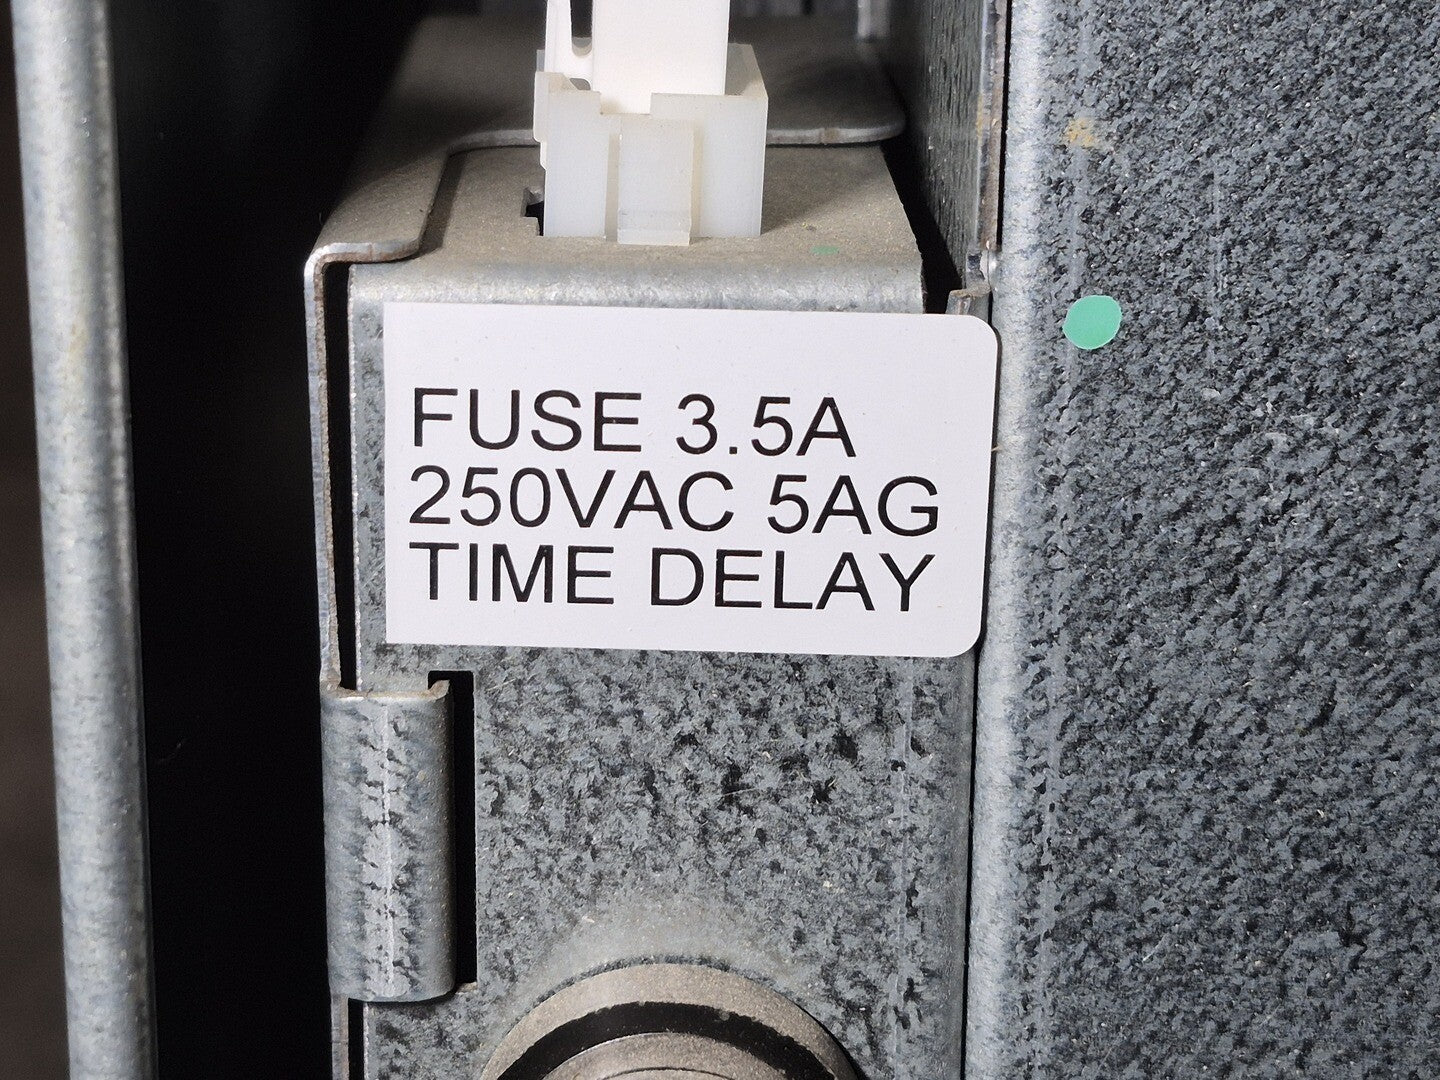 FUSE 3.5A
250VAC 5AG
TIME DELAY